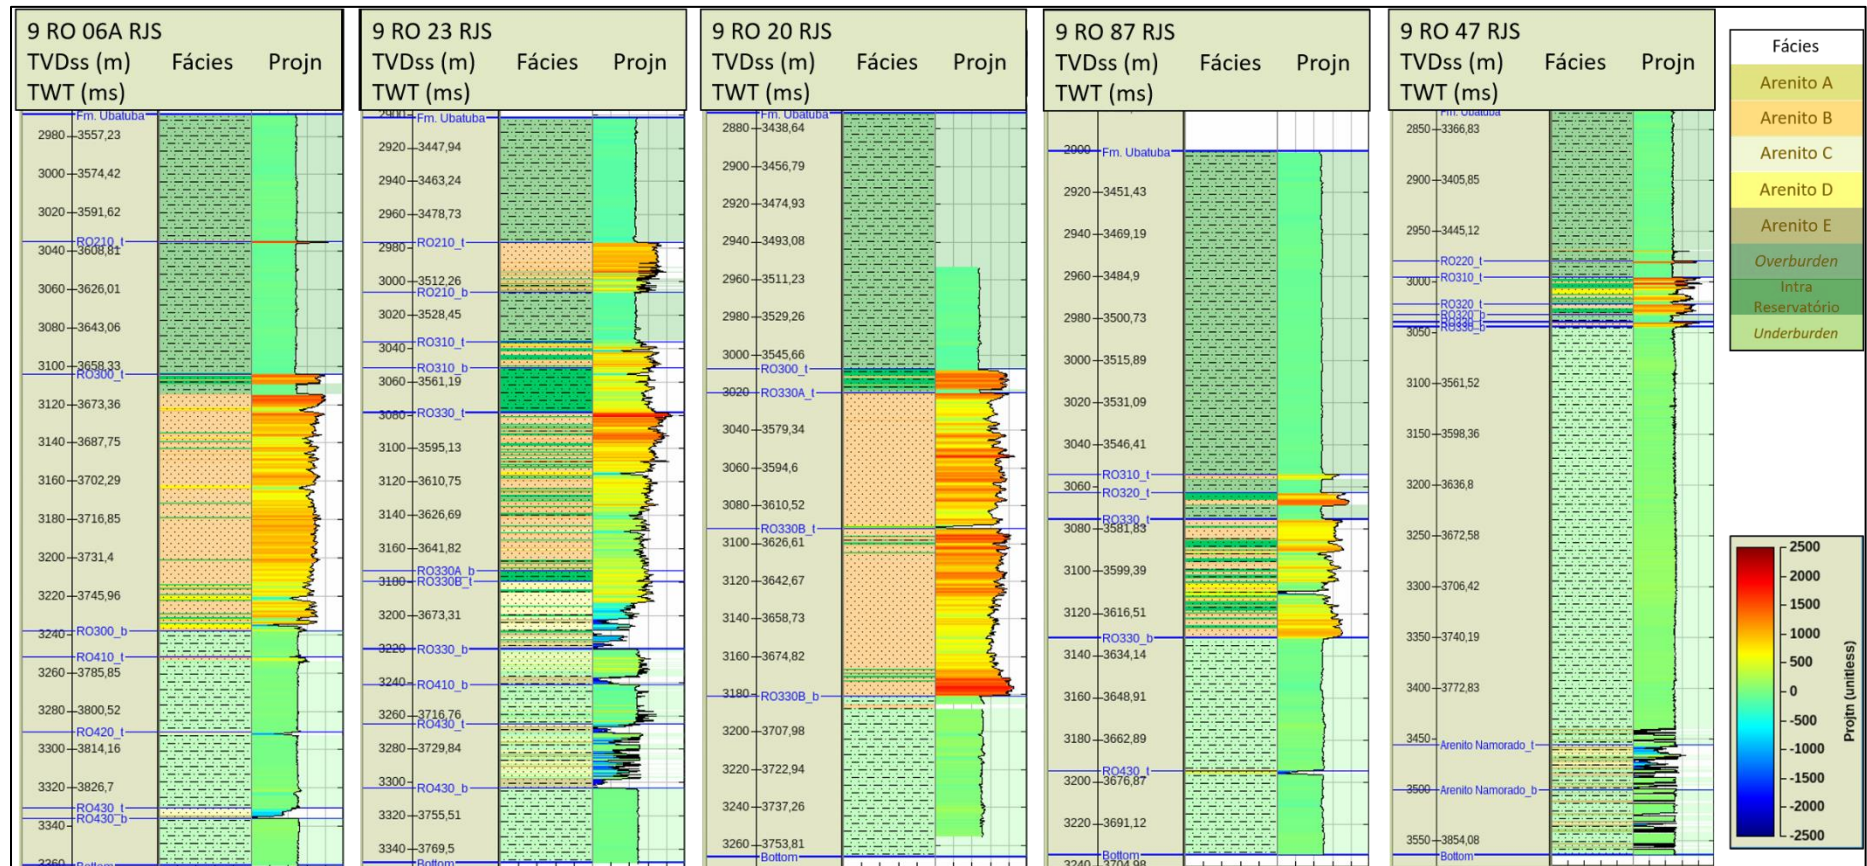 9 RO 06A RJS
TVDss (m) Fácies Projn
TWT (ms)
Fm. Ubatuba
2980 3557,23
3000 3574,42
3020 3591,62
RO210_t
3040 3608,81
3060 3626,01
3080 3643,06
3100 3658,33
RO300_t
3120 3673,36
3140 3687,75
3160 3702,29
3180 3716,85
3200 3731,4
3220 3745,96
3240
RO300_b
RO410_t
3260 3785,85
3280 3800,52
RO420_t
3300 3814,16
3320 3826,7
RO430_t
RO430_b
3340
3360
Bottom
9 RO 23 RJS
TVDss (m) Fácies Projn
TWT (ms)
2900
Fm. Ubatuba
2920 3447,94
2940 3463,24
2960 3478,73
RO210_t
2980
3000 3512,26
RO210_b
3020 3528,45
RO310_t
3040
RO310_b
3060 3561,19
RO330_t
3080
3100 3595,13
3120 3610,75
3140 3626,69
3160 3641,82
RO330A_b
3180
RO330B_t
3200 3673,31
3220
RO330_b
3240
RO410_b
3260 3716,76
RO430_t
3280 3729,84
3300
RO430_b
3320 3755,51
3340 3769,5
Bottom
9 RO 20 RJS
TVDss (m) Fácies Projn
TWT (ms)
Fm. Ubatuba
2880 3438,64
2900 3456,79
2920 3474,93
2940 3493,08
2960 3511,23
2980 3529,26
3000 3545,66
RO300_t
3020
RO330A_t
3040 3579,34
3060 3594,6
3080 3610,52
RO330B_t
3100 3626,61
3120 3642,67
3140 3658,73
3160 3674,82
3180
RO330B_b
3200 3707,98
3220 3722,94
3240 3737,26
3260 3753,81
Bottom
9 RO 87 RJS
TVDss (m) Fácies Projn
TWT (ms)
2900
Fm. Ubatuba
2920 3451,43
2940 3469,19
2960 3484,9
2980 3500,73
3000 3515,89
3020 3531,09
3040 3546,41
RO310_t
3060
RO320_t
RO330_t
3080 3581,83
3100 3599,39
3120 3616,51
RO330_b
3140 3634,14
3160 3648,91
3180 3662,89
RO430_t
3200 3676,87
3220 3691,12
3240 3704,98
9 RO 47 RJS
TVDss (m) Fácies Projn
TWT (ms)
Fm. Ubatuba
2850 3366,83
2900 3405,85
2950 3445,12
RO220_t
RO310_t
3000
RO320_t
RO320_b
RO330_b
3050
3100 3561,52
3150 3598,36
3200 3636,8
3250 3672,58
3300 3706,42
3350 3740,19
3400 3772,83
3450
Arenito Namorado_t
3500
Arenito Namorado_b
3550 3854,08
Bottom
Fácies
Arenito A
Arenito B
Arenito C
Arenito D
Arenito E
Overburden
Intra
Reservatório
Underburden
2500
2000
1500
1000
500
0
-500
-1000
-1500
-2000
-2500
Projtn (unitless)